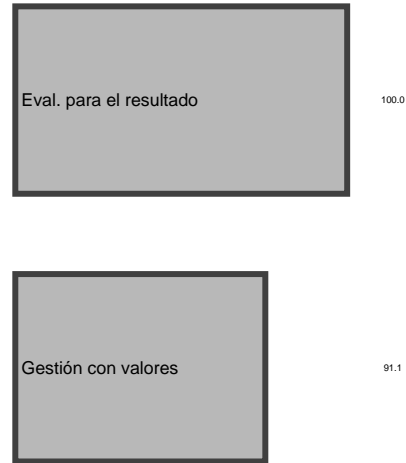 Eval. para el resultado 100.0
Gestión con valores 91.1